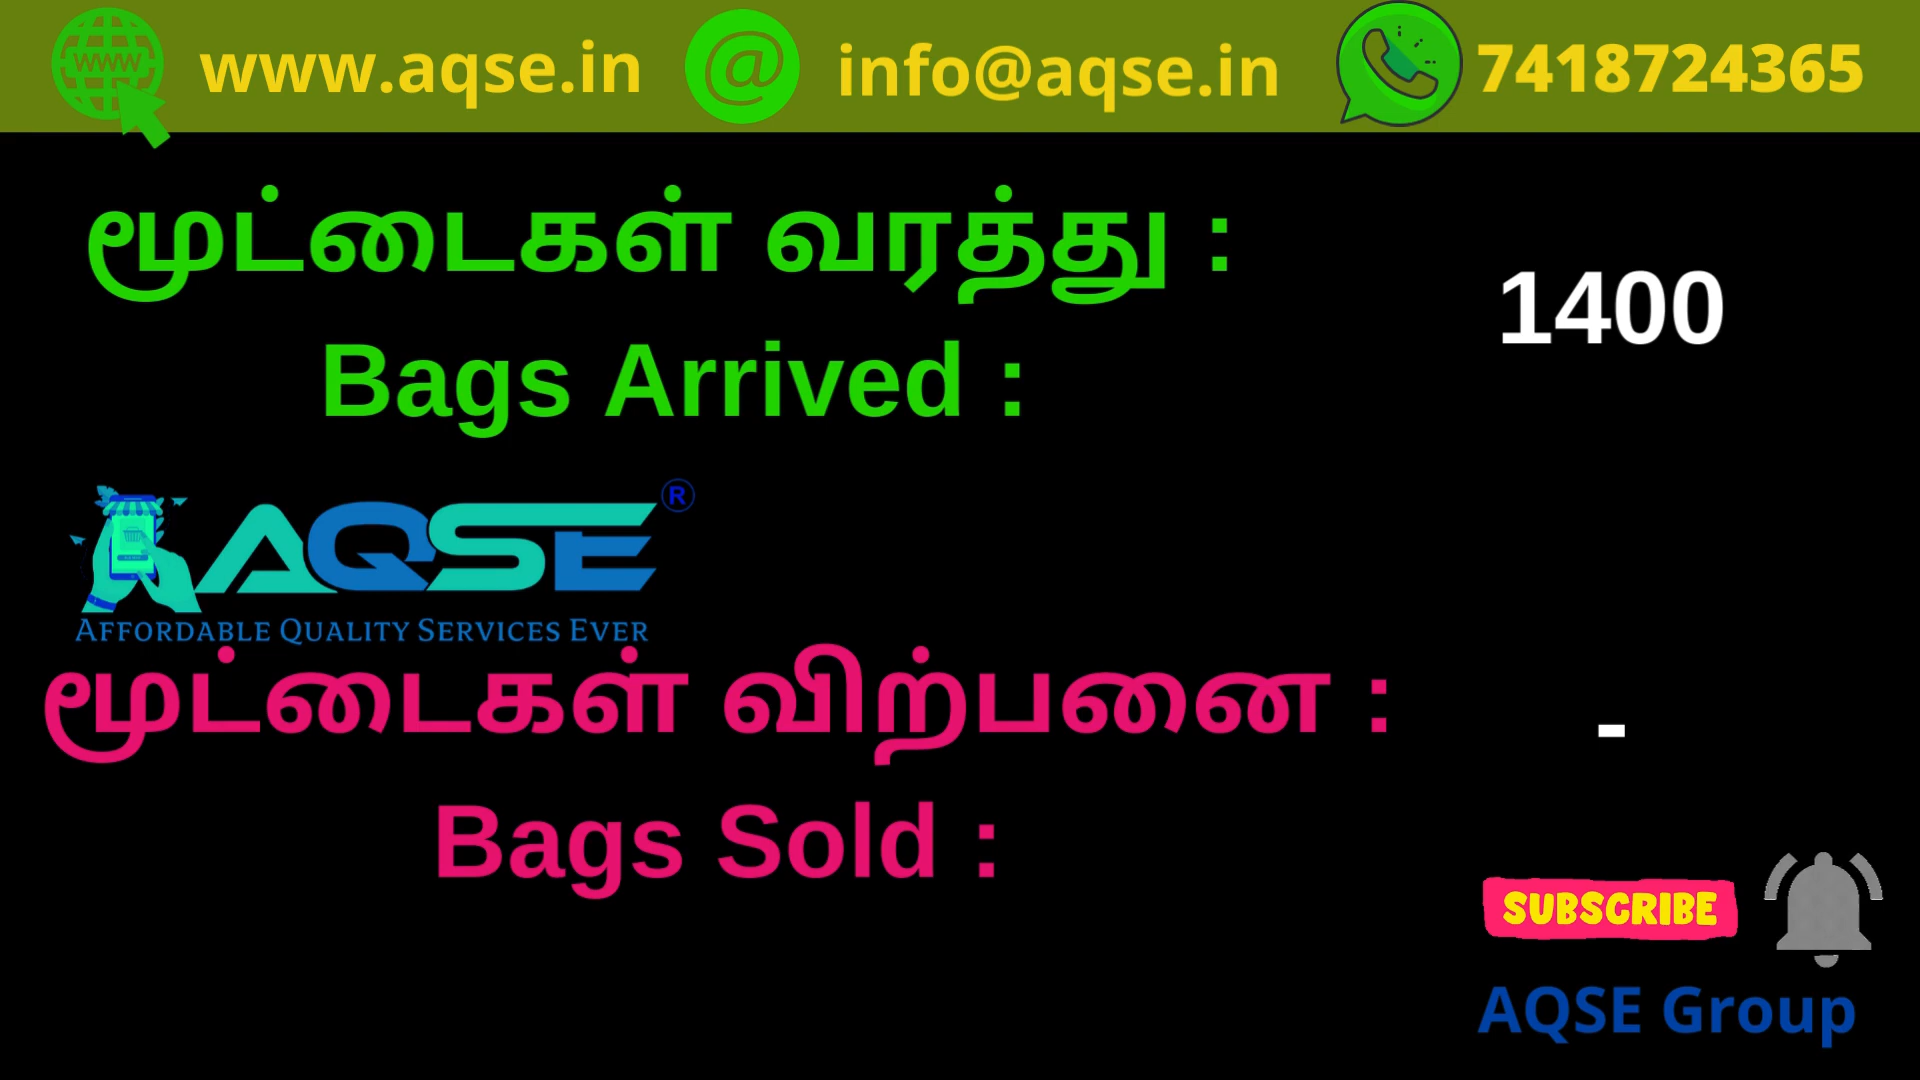 www.aqse.in info@aqse.in 7418724365
மூட்டைகள் வரத்து :
1400
Bags Arrived :
AQSE ®
AFFORDABLE QUALITY SERVICES EVER
மூட்டைகள் விற்பனை :
-
Bags Sold :
SUBSCRIBE
AQSE Group